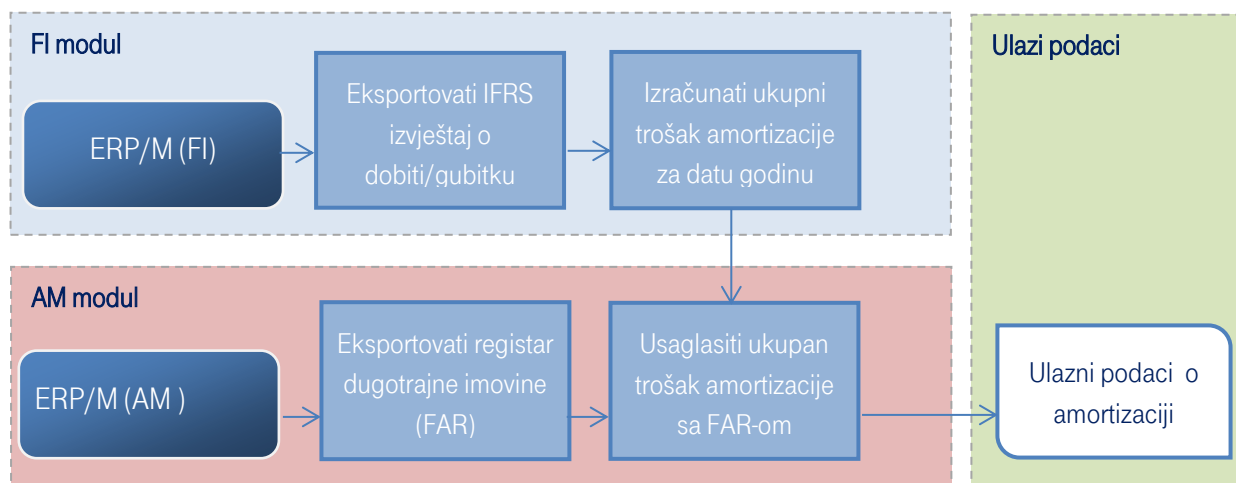 FI modul
ERP/M (FI)
Eksportovati IFRS
izvještaj o
dobiti/gubitku
Izračunati ukupni
trošak amortizacije
za datu godinu
Ulazi podaci
AM modul
ERP/M (AM )
Eksportovati registar
dugotrajne imovine
(FAR)
Usaglasiti ukupan
trošak amortizacije
sa FAR-om
Ulazni podaci o
amortizaciji